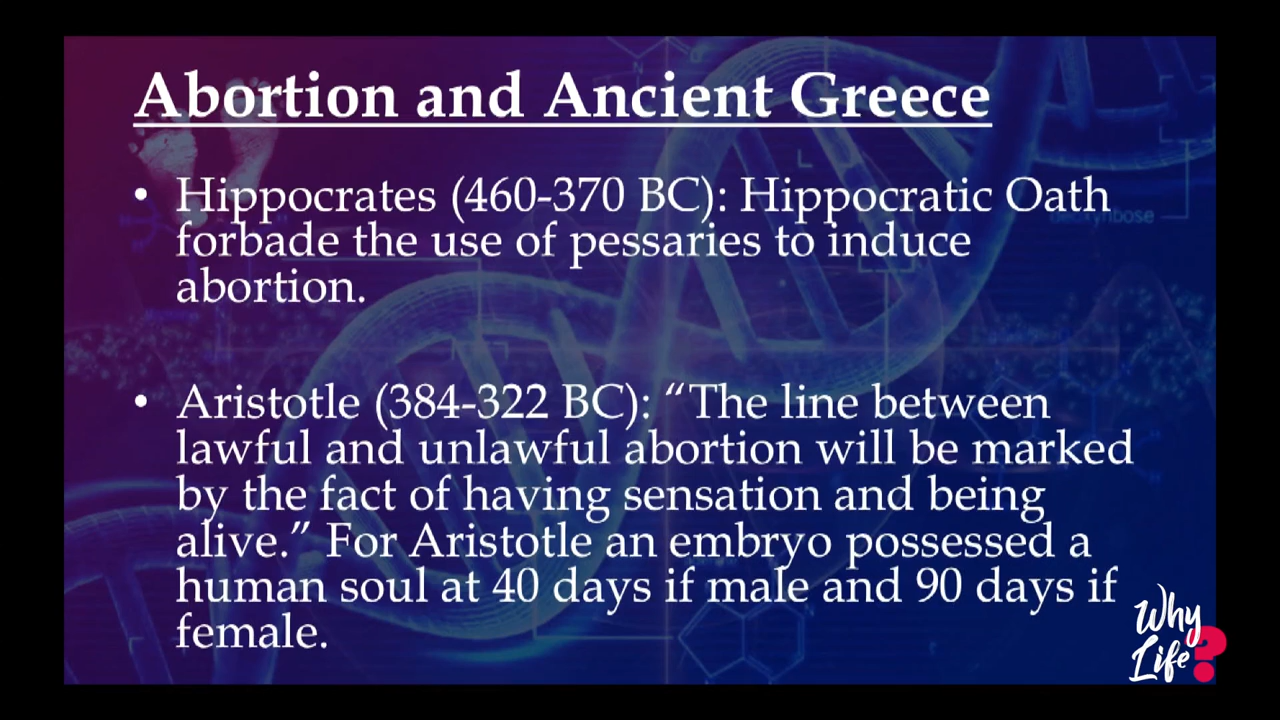 Abortion and Ancient Greece
• Hippocrates (460-370 BC): Hippocratic Oath
forbade the use of pessaries to induce
abortion.
• Aristotle (384-322 BC): “The line between
lawful and unlawful abortion will be marked
by the fact of having sensation and being
alive.” For Aristotle an embryo possessed a
human soul at 40 days if male and 90 days if
female.
Why
Life?